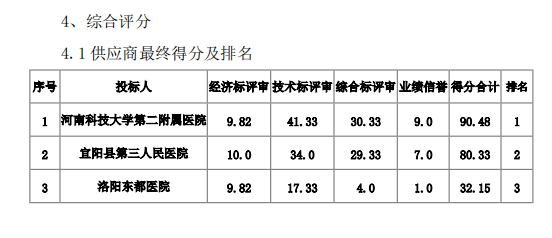 4、综合评分
4.1 供应商最终得分及排名
序号 投标人 经济标评审 技术标评审 综合标评审 业绩信誉 得分合计 排名
1 河南科技大学第二附属医院 9.82 41.33 30.33 9.0 90.48 1
2 宜阳县第三人民医院 10.0 34.0 29.33 7.0 80.33 2
3 洛阳东都医院 9.82 17.33 4.0 1.0 32.15 3